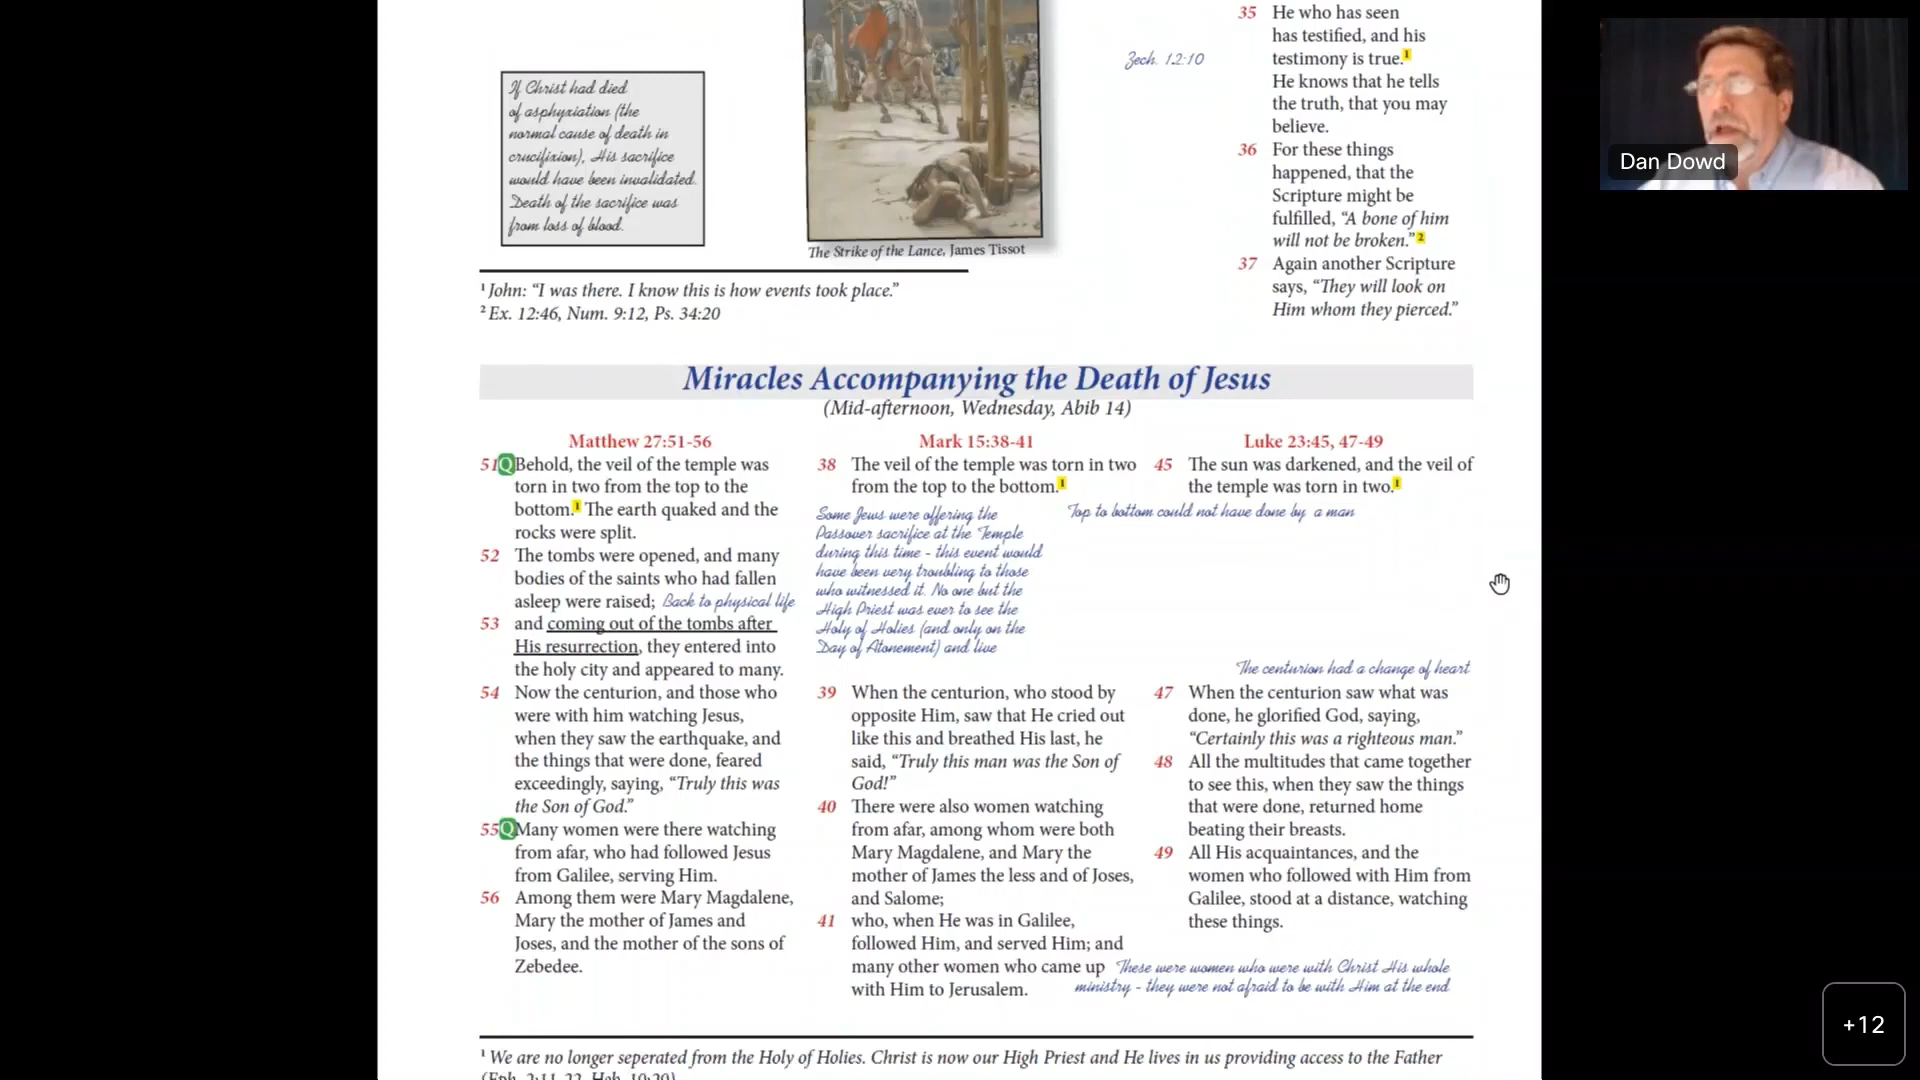 If Christ had died
of asphyxiation (the
normal cause of death in
crucifixion), His sacrifice
would have been invalidated.
Death of the sacrifice was
from loss of blood.
The Strike of the Lance, James Tissot
Zech. 12:10
35 He who has seen
has testified, and his
testimony is true.¹
He knows that he tells
the truth, that you may
believe.
36 For these things
happened, that the
Scripture might be
fulfilled, “A bone of him
will not be broken.”²
37 Again another Scripture
says, “They will look on
Him whom they pierced.”
¹ John: “I was there. I know this is how events took place.”
² Ex. 12:46, Num. 9:12, Ps. 34:20
Miracles Accompanying the Death of Jesus
(Mid-afternoon, Wednesday, Abib 14)
Matthew 27:51-56
51 Q Behold, the veil of the temple was
torn in two from the top to the
bottom.¹ The earth quaked and the
rocks were split.
52 The tombs were opened, and many
bodies of the saints who had fallen
asleep were raised; Back to physical life
53 and coming out of the tombs after
His resurrection, they entered into
the holy city and appeared to many.
54 Now the centurion, and those who
were with him watching Jesus,
when they saw the earthquake, and
the things that were done, feared
exceedingly, saying, “Truly this was
the Son of God.”
55 Q Many women were there watching
from afar, who had followed Jesus
from Galilee, serving Him.
56 Among them were Mary Magdalene,
Mary the mother of James and
Joses, and the mother of the sons of
Zebedee.
Mark 15:38-41
38 The veil of the temple was torn in two
from the top to the bottom.¹
Some Jews were offering the
Passover sacrifice at the Temple
during this time - this event would
have been very troubling to those
who witnessed it. No one but the
High Priest was ever to see the
Holy of Holies (and only on the
Day of Atonement) and live
39 When the centurion, who stood by
opposite Him, saw that He cried out
like this and breathed His last, he
said, “Truly this man was the Son of
God!”
40 There were also women watching
from afar, among whom were both
Mary Magdalene, and Mary the
mother of James the less and of Joses,
and Salome;
41 who, when He was in Galilee,
followed Him, and served Him; and
many other women who came up
with Him to Jerusalem.
Luke 23:45, 47-49
45 The sun was darkened, and the veil of
the temple was torn in two.¹
Top to bottom could not have done by a man
The centurion had a change of heart
47 When the centurion saw what was
done, he glorified God, saying,
“Certainly this was a righteous man.”
48 All the multitudes that came together
to see this, when they saw the things
that were done, returned home
beating their breasts.
49 All His acquaintances, and the
women who followed with Him from
Galilee, stood at a distance, watching
these things.
These were women who were with Christ His whole
ministry - they were not afraid to be with Him at the end
¹ We are no longer seperated from the Holy of Holies. Christ is now our High Priest and He lives in us providing access to the Father
(Eph. 2:11-22, Heb. 10:20)
Dan Dowd
+12